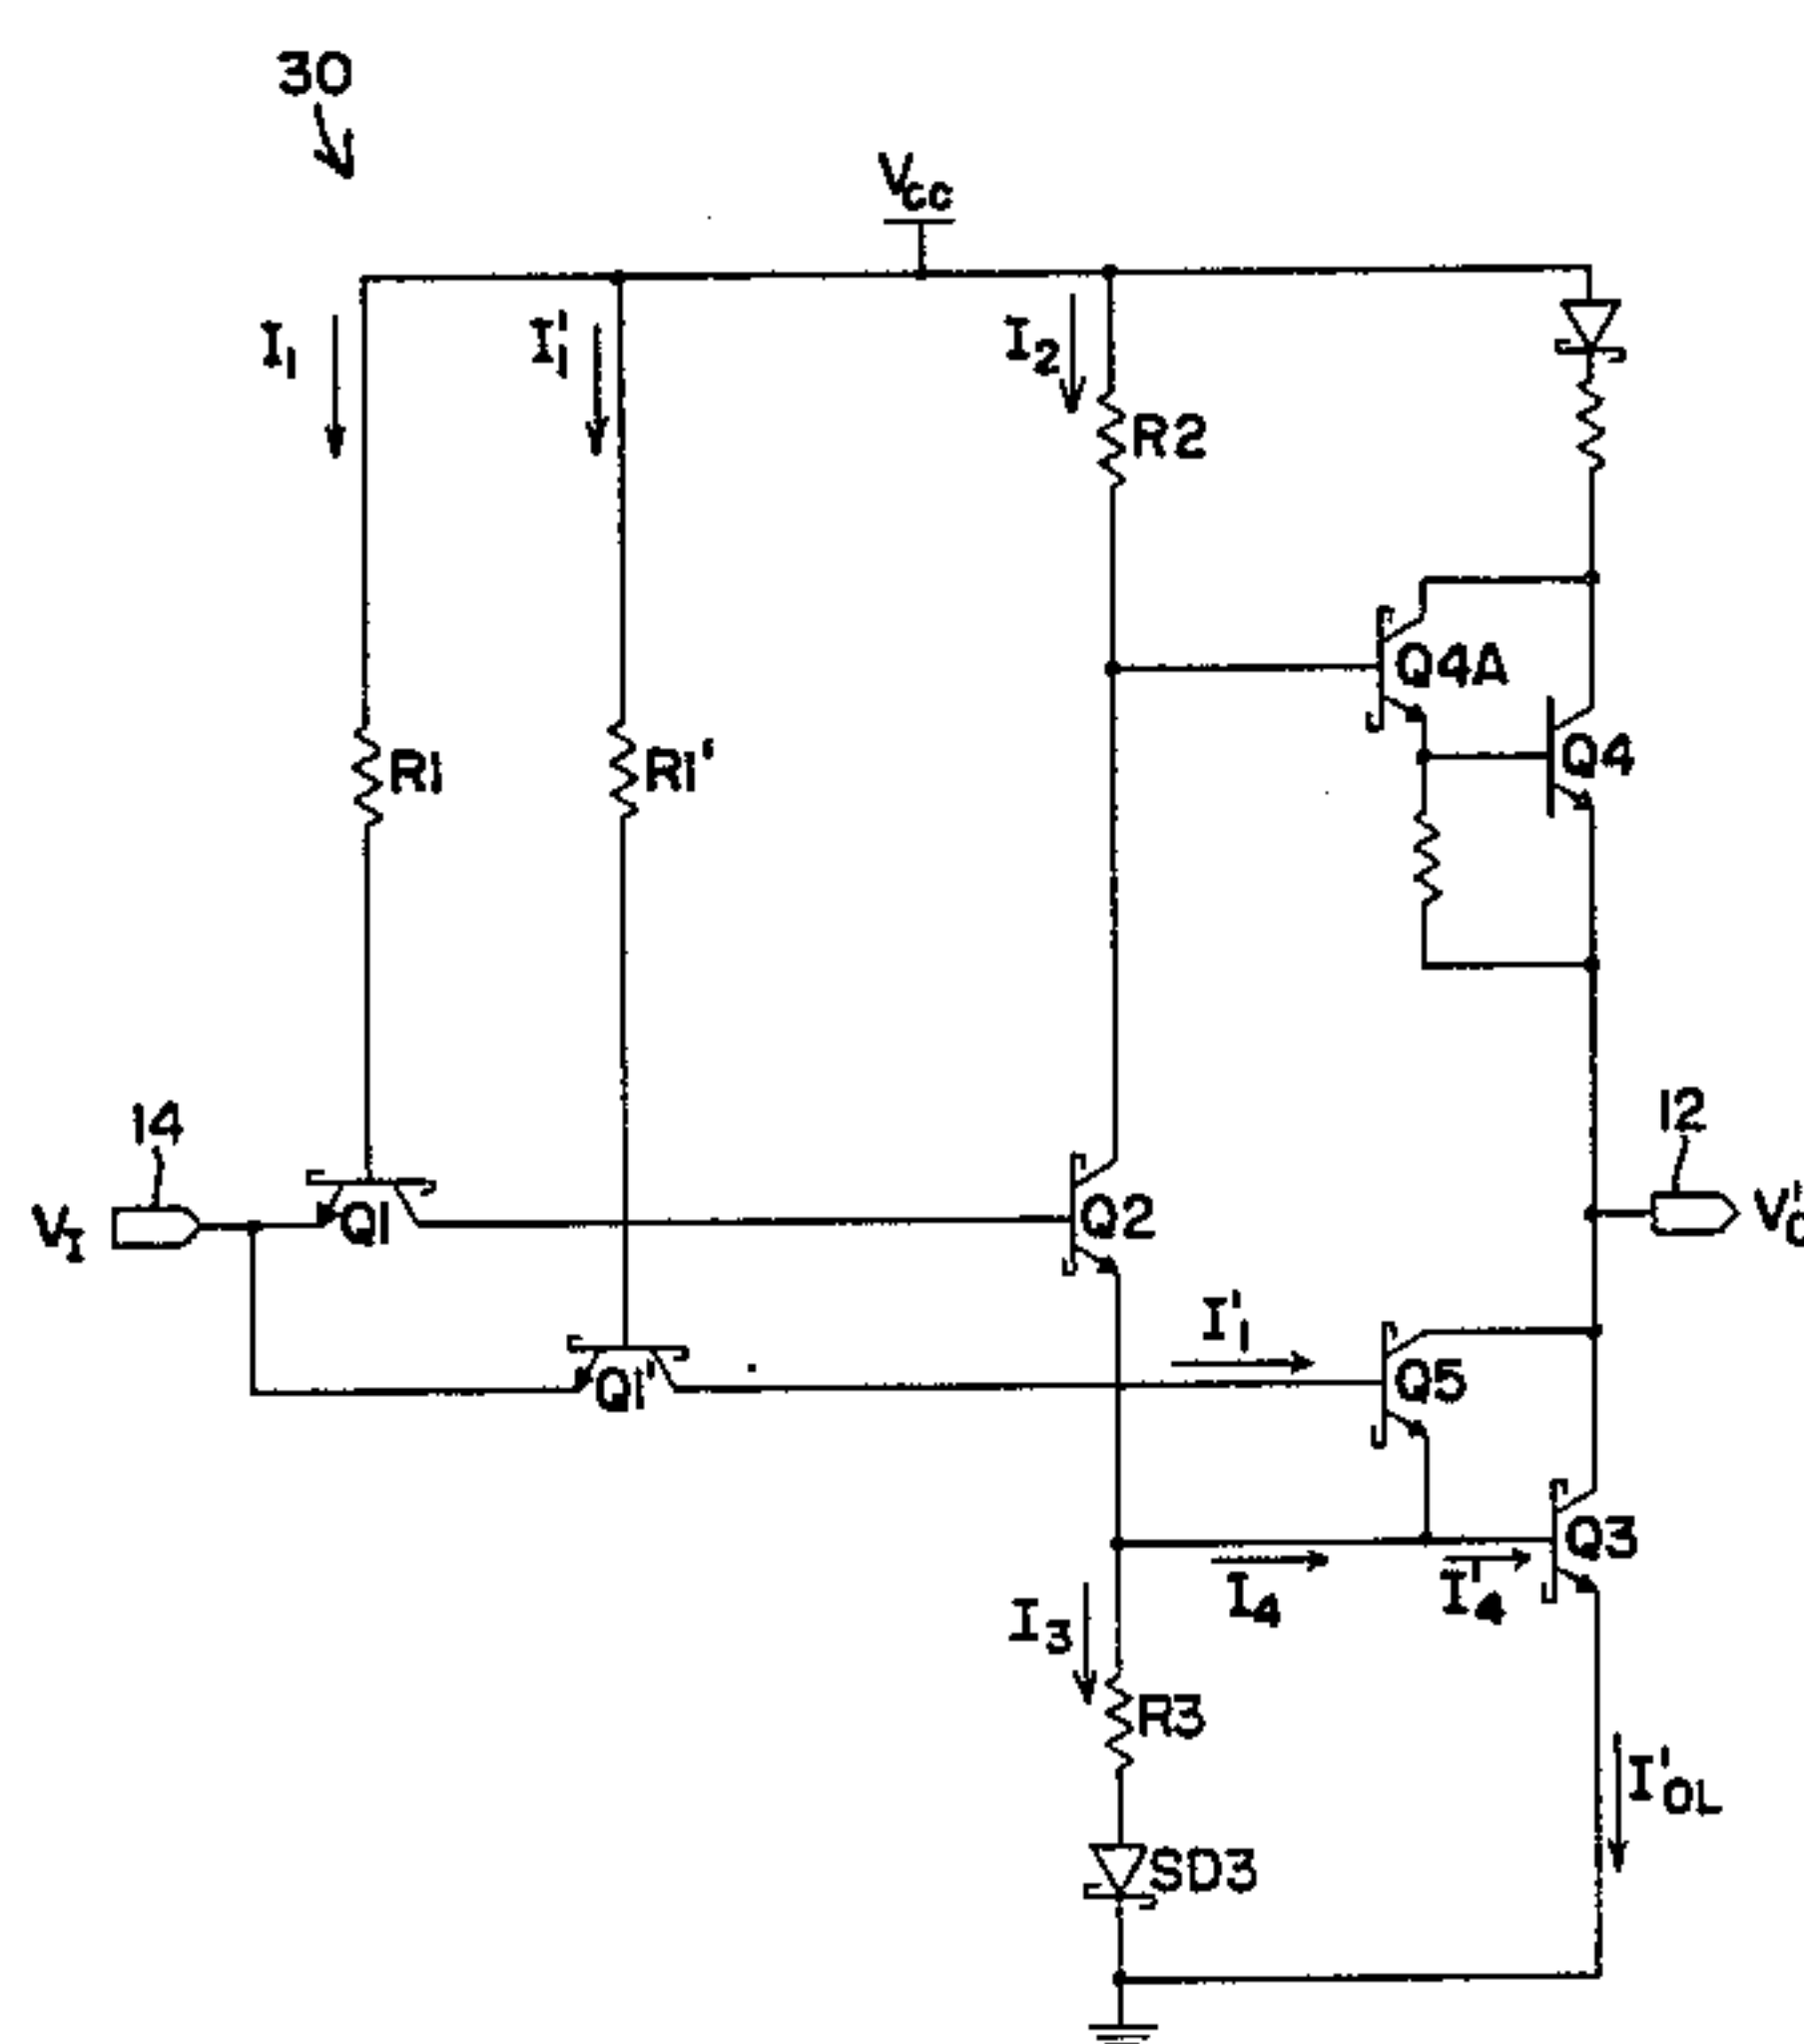 30
Vcc
I1
I'1
I2
R2
Q4A
Q4
R1
R1'
14
12
VI
Q1
Q2
V'O
I'1
Q1'
Q5
Q3
I4
I'4
I3
R3
I'OL
SD3